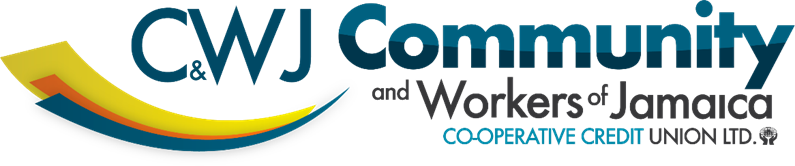 C&WJ Community
and Workers of Jamaica
CO-OPERATIVE CREDIT UNION LTD.